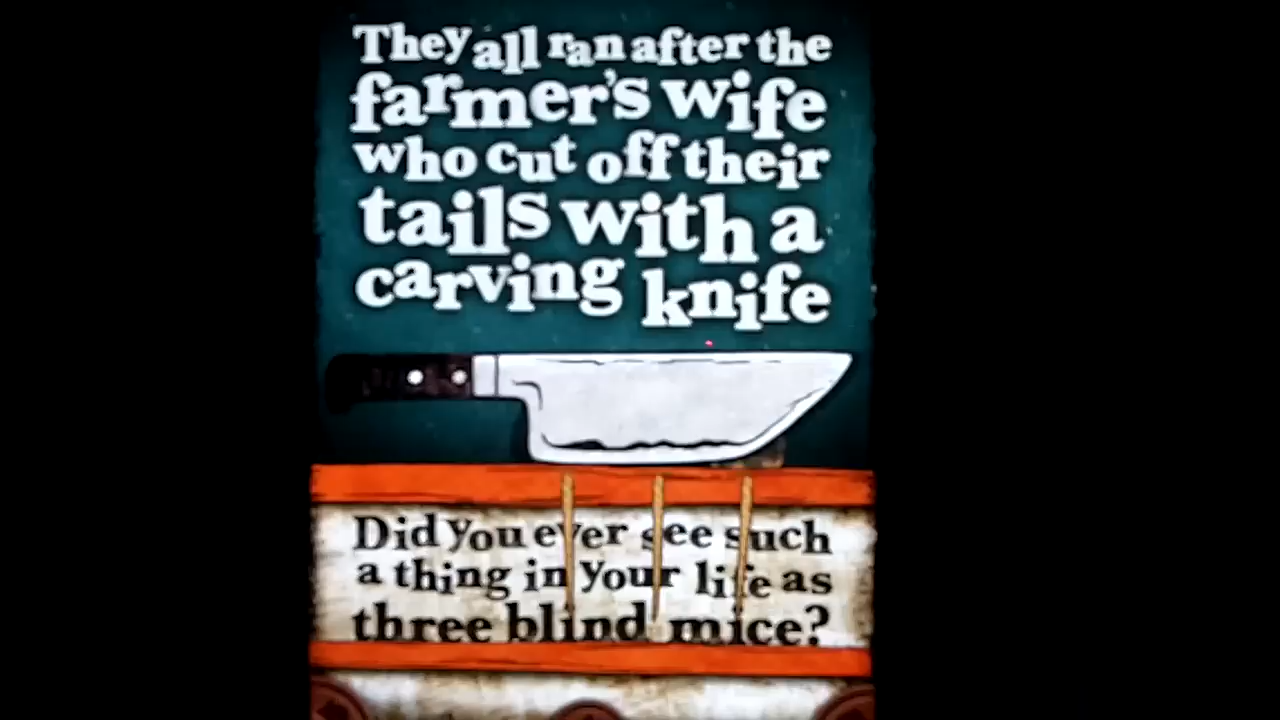 They all ran after the
farmer's wife
who cut off their
tails with a
carving knife
Did you ever see such
a thing in your life as
three blind mice?